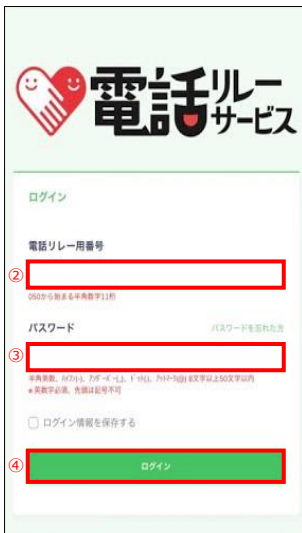 電話リレーサービス
ログイン
電話リレー用番号
②
050から始まる半角数字11桁
パスワード
パスワードを忘れた方
③
半角英数、ハイフン(-)、アンダーバー(_)、ドット(.)、アットマーク(@) 8文字以上50文字以内
※英数字必須、先頭は記号不可
ログイン情報を保存する
④
ログイン